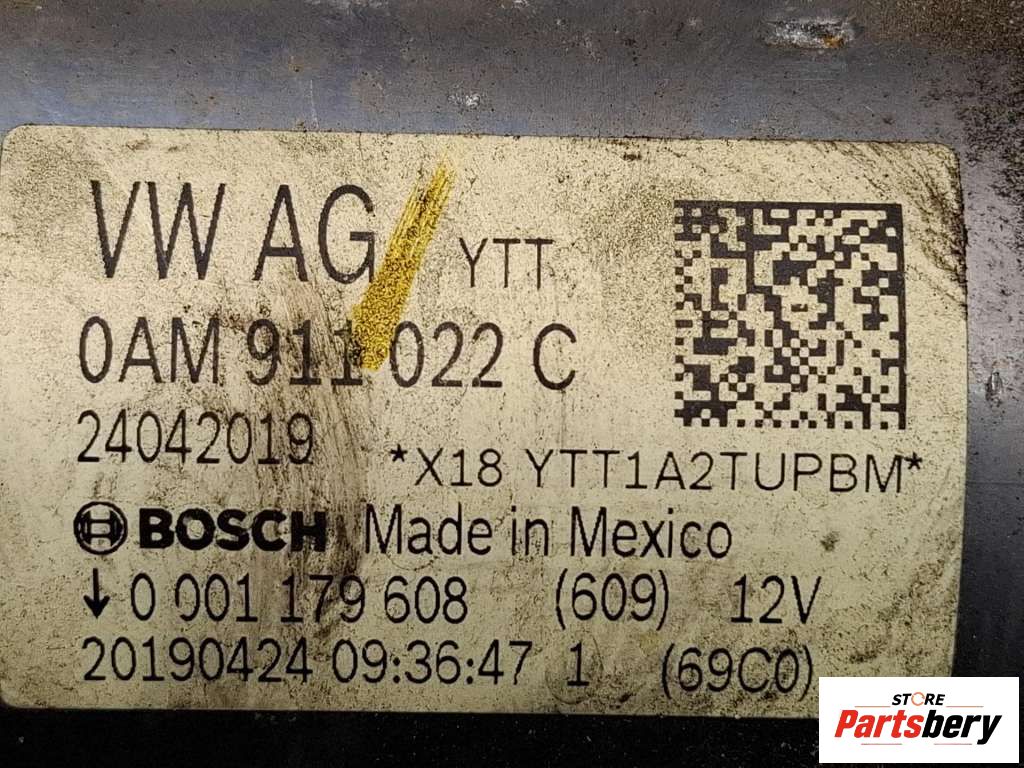 VW AG YTT
0AM 911 022 C
24042019
*X18 YTT1A2TUPBM*
BOSCH Made in Mexico
↓ 0 001 179 608 (609) 12V
20190424 09:36:47 1 (69C0)
STORE
Partsbery